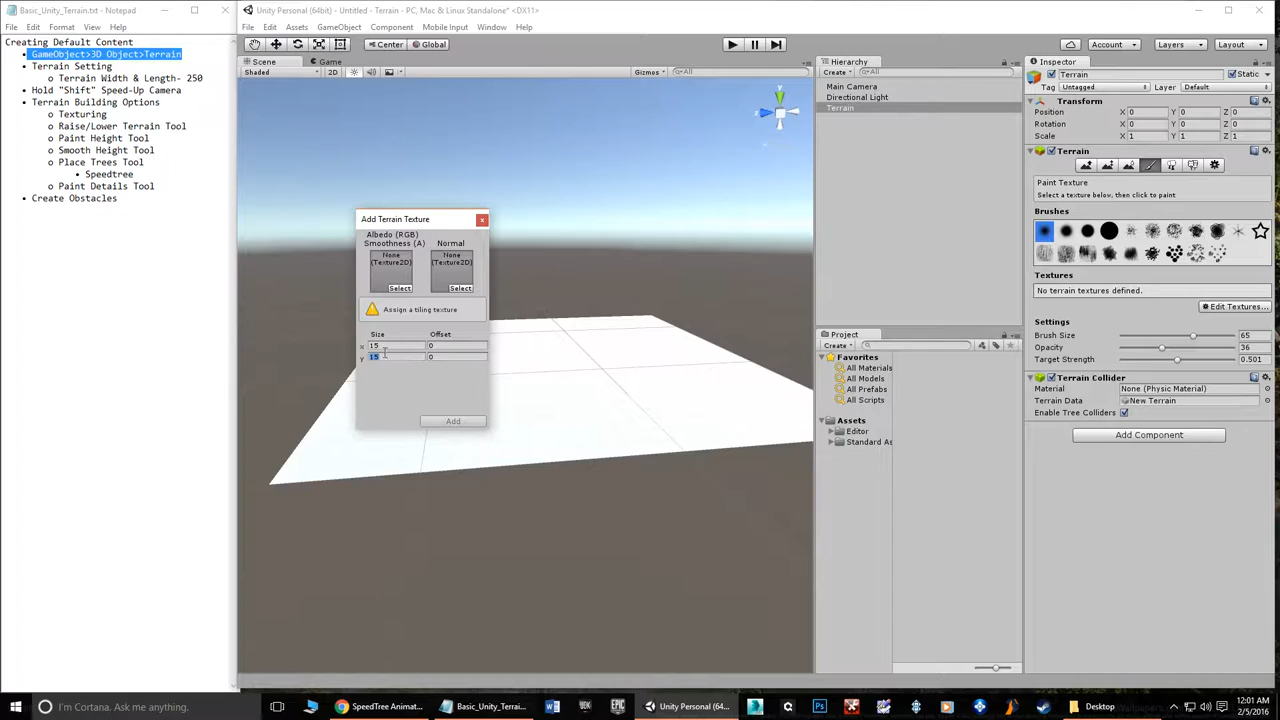 Basic_Unity_Terrain.txt - Notepad
File Edit Format View Help
Creating Default Content
• GameObject>3D Object>Terrain
• Terrain Setting
o Terrain Width & Length- 250
• Hold "Shift" Speed-Up Camera
• Terrain Building Options
o Texturing
o Raise/Lower Terrain Tool
o Paint Height Tool
o Smooth Height Tool
o Place Trees Tool
• Speedtree
o Paint Details Tool
• Create Obstacles
Unity Personal (64bit) - Untitled - Terrain - PC, Mac & Linux Standalone* <DX11>
File Edit Assets GameObject Component Mobile Input Window Help
Center Global
Account Layers Layout
Scene Game
Shaded 2D Gizmos All
y
z
Add Terrain Texture
Albedo (RGB)
Smoothness (A) Normal
None (Texture2D) None (Texture2D)
Select Select
Assign a tiling texture
Size Offset
x 15 0
y 15 0
Add
Hierarchy
Create All
Main Camera
Directional Light
Terrain
Project
Create
Favorites
All Materials
All Models
All Prefabs
All Scripts
Assets
Editor
Standard As
Inspector
Terrain Static
Tag Untagged Layer Default
Transform
Position X 0 Y 0 Z 0
Rotation X 0 Y 0 Z 0
Scale X 1 Y 1 Z 1
Terrain
Paint Texture
Select a texture below, then click to paint
Brushes
Textures
No terrain textures defined.
Edit Textures...
Settings
Brush Size 65
Opacity 36
Target Strength 0.501
Terrain Collider
Material None (Physic Material)
Terrain Data New Terrain
Enable Tree Colliders
Add Component
I'm Cortana. Ask me anything.
SpeedTree Animat...
Basic_Unity_Terrain....
Unity Personal (64...
Desktop
12:01 AM
2/5/2016